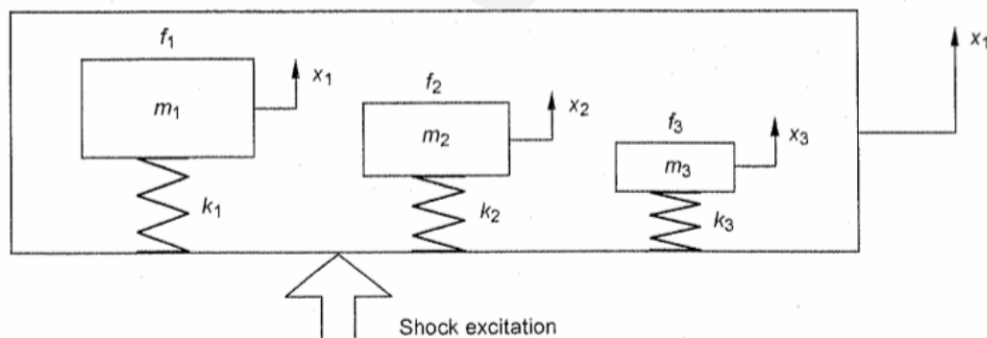 f1
x1
x1
f2
m1
x2
f3
m2
x3
m3
k1
k2
k3
Shock excitation